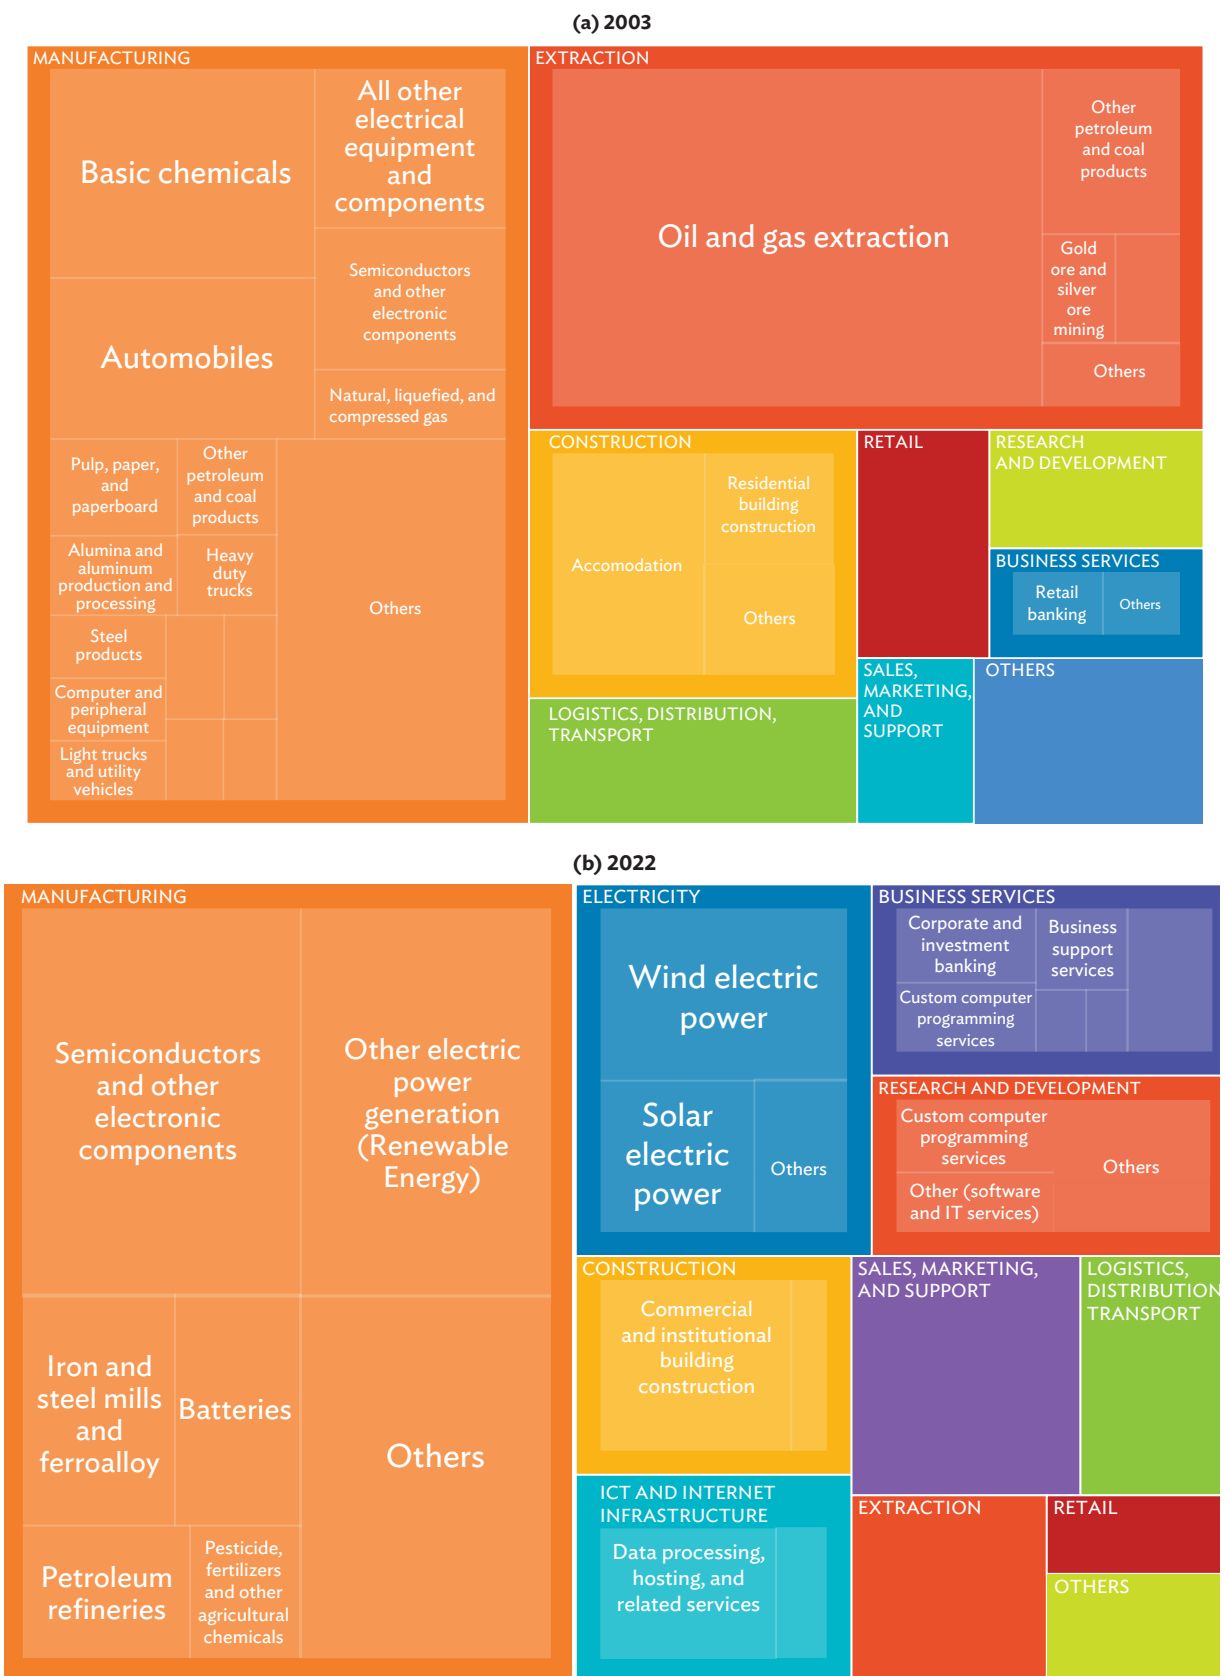 (a) 2003
MANUFACTURING
Basic chemicals
All other
electrical
equipment
and
components
Semiconductors
and other
electronic
components
Automobiles
Natural, liquefied, and
compressed gas
Pulp, paper,
and
paperboard
Other
petroleum
and coal
products
Alumina and
aluminum
production and
processing
Heavy
duty
trucks
Others
Steel
products
Computer and
peripheral
equipment
Light trucks
and utility
vehicles
EXTRACTION
Oil and gas extraction
Other
petroleum
and coal
products
Gold
ore and
silver
ore
mining
Others
CONSTRUCTION
Accomodation
Residential
building
construction
Others
RETAIL
RESEARCH
AND DEVELOPMENT
BUSINESS SERVICES
Retail
banking
Others
LOGISTICS, DISTRIBUTION,
TRANSPORT
SALES,
MARKETING,
AND
SUPPORT
OTHERS
(b) 2022
MANUFACTURING
Semiconductors
and other
electronic
components
Other electric
power
generation
(Renewable
Energy)
Iron and
steel mills
and
ferroalloy
Batteries
Others
Petroleum
refineries
Pesticide,
fertilizers
and other
agricultural
chemicals
ELECTRICITY
Wind electric
power
Solar
electric
power
Others
BUSINESS SERVICES
Corporate and
investment
banking
Business
support
services
Custom computer
programming
services
RESEARCH AND DEVELOPMENT
Custom computer
programming
services
Other (software
and IT services)
Others
CONSTRUCTION
Commercial
and institutional
building
construction
SALES, MARKETING,
AND SUPPORT
LOGISTICS,
DISTRIBUTION,
TRANSPORT
ICT AND INTERNET
INFRASTRUCTURE
Data processing,
hosting, and
related services
EXTRACTION
RETAIL
OTHERS